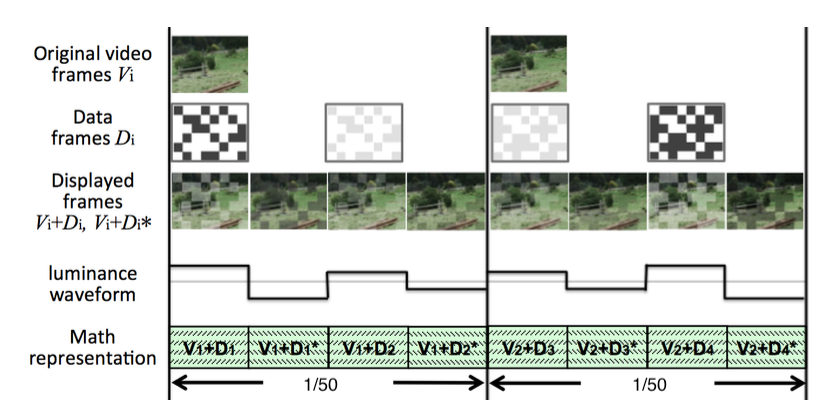 Original video
frames Vi
Data
frames Di
Displayed
frames
Vi+Di, Vi+Di*
luminance
waveform
Math
representation
V1+D1 V1+D1* V1+D2 V1+D2* V2+D3 V2+D3* V2+D4 V2+D4*
1/50 1/50